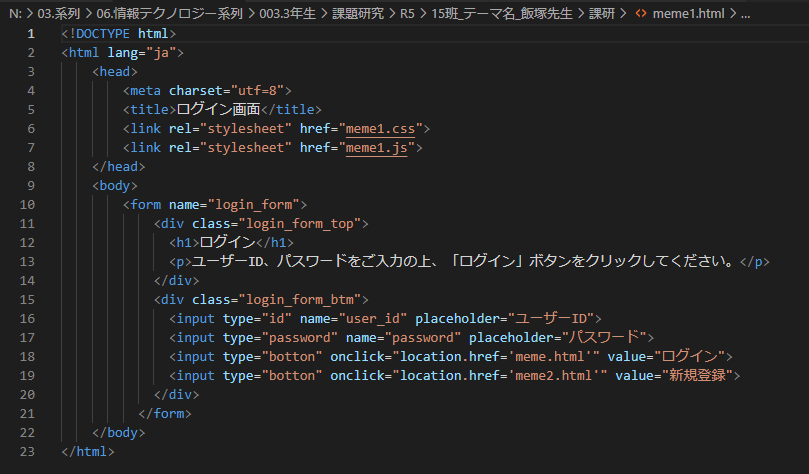 N: > 03.系列 > 06.情報テクノロジー系列 > 003.3年生 > 課題研究 > R5 > 15班_テーマ名_飯塚先生 > 課研 > <> meme1.html > ...
1 <!DOCTYPE html>
2 <html lang="ja">
3 <head>
4 <meta charset="utf=8">
5 <title>ログイン画面</title>
6 <link rel="stylesheet" href="meme1.css">
7 <link rel="stylesheet" href="meme1.js">
8 </head>
9 <body>
10 <form name="login_form">
11 <div class="login_form_top">
12 <h1>ログイン</h1>
13 <p>ユーザーID、パスワードをご入力の上、「ログイン」ボタンをクリックしてください。</p>
14 </div>
15 <div class="login_form_btm">
16 <input type="id" name="user_id" placeholder="ユーザーID">
17 <input type="password" name="password" placeholder="パスワード">
18 <input type="botton" onclick="location.href='meme.html'" value="ログイン">
19 <input type="botton" onclick="location.href='meme2.html'" value="新規登録">
20 </div>
21 </form>
22 </body>
23 </html>